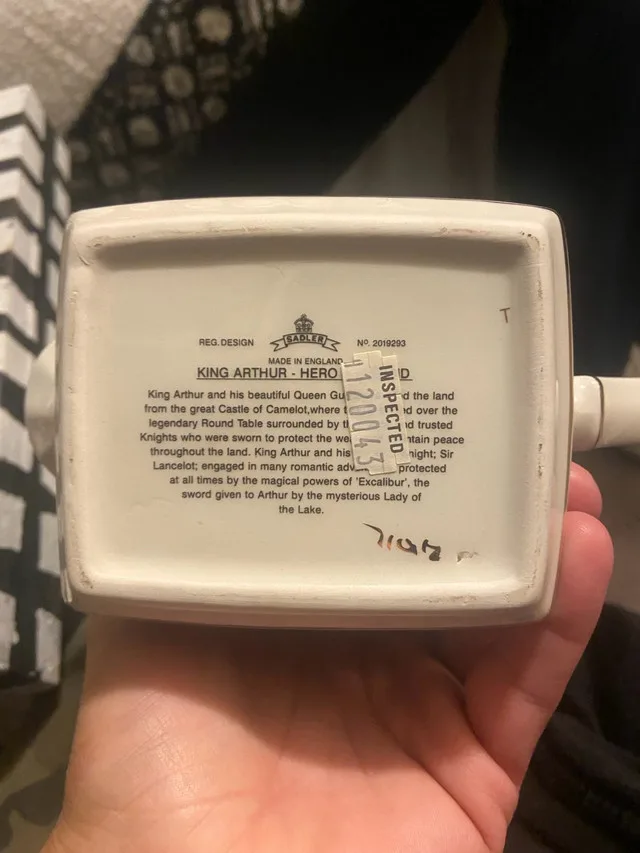 REG. DESIGN SADLER Nº. 2019293
MADE IN ENGLAND
KING ARTHUR - HERO
King Arthur and his beautiful Queen the land
from the great Castle of Camelot,where over the
legendary Round Table surrounded by trusted
Knights who were sworn to protect the peace
throughout the land. King Arthur and his Sir
Lancelot; engaged in many romantic protected
at all times by the magical powers of 'Excalibur', the
sword given to Arthur by the mysterious Lady of
the Lake.
INSPECTED
1120043
T